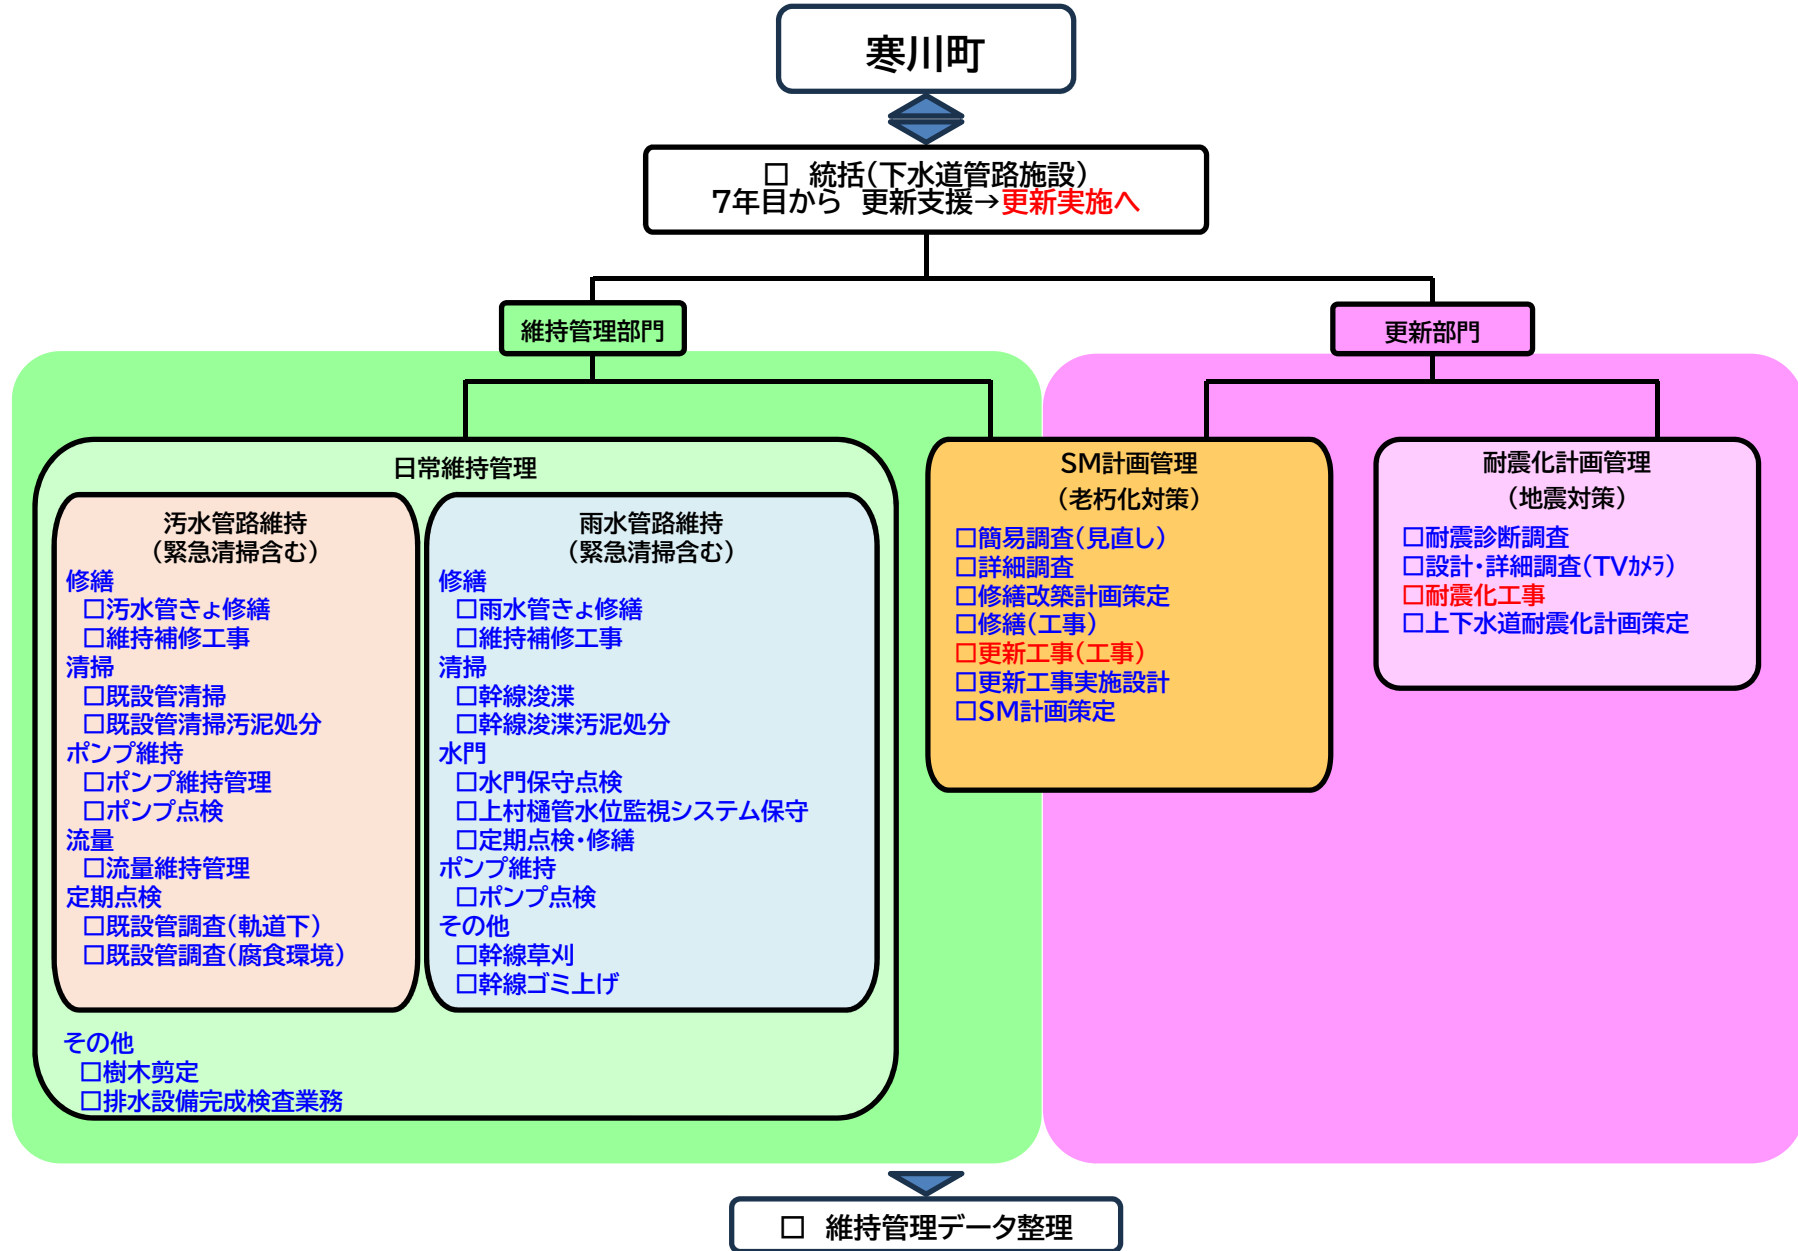 寒川町
□ 統括(下水道管路施設)
7年目から 更新支援→更新実施へ
維持管理部門
更新部門
日常維持管理
汚水管路維持
(緊急清掃含む)
修繕
□汚水管きょ修繕
□維持補修工事
清掃
□既設管清掃
□既設管清掃汚泥処分
ポンプ維持
□ポンプ維持管理
□ポンプ点検
流量
□流量維持管理
定期点検
□既設管調査(軌道下)
□既設管調査(腐食環境)
雨水管路維持
(緊急清掃含む)
修繕
□雨水管きょ修繕
□維持補修工事
清掃
□幹線浚渫
□幹線浚渫汚泥処分
水門
□水門保守点検
□上村樋管水位監視システム保守
□定期点検・修繕
ポンプ維持
□ポンプ点検
その他
□幹線草刈
□幹線ゴミ上げ
その他
□樹木剪定
□排水設備完成検査業務
SM計画管理
(老朽化対策)
□簡易調査(見直し)
□詳細調査
□修繕改築計画策定
□修繕(工事)
□更新工事(工事)
□更新工事実施設計
□SM計画策定
耐震化計画管理
(地震対策)
□耐震診断調査
□設計・詳細調査(TVカメラ)
□耐震化工事
□上下水道耐震化計画策定
□ 維持管理データ整理